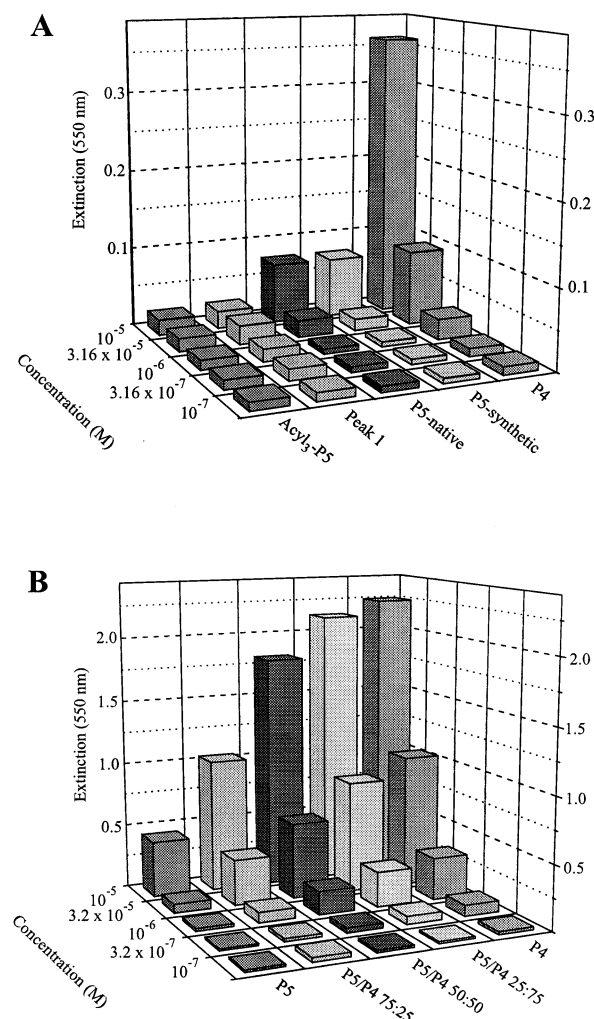 A
Extinction (550 nm)
0.3
0.2
0.1
0.3
0.2
0.1
10-5
3.16 x 10-5
10-6
3.16 x 10-7
10-7
Concentration (M)
Acyl3-P5
Peak 1
P5-native
P5-synthetic
P4
B
Extinction (550 nm)
2.0
1.5
1.0
0.5
2.0
1.5
1.0
0.5
10-5
3.2 x 10-5
10-6
3.2 x 10-7
10-7
Concentration (M)
P5
P5/P4 75:25
P5/P4 50:50
P5/P4 25:75
P4